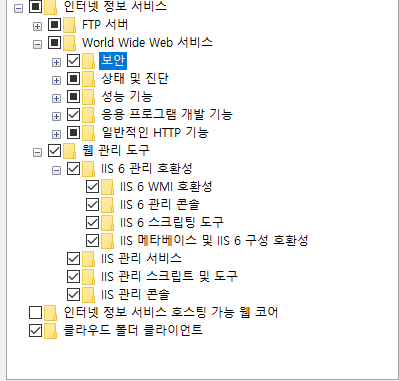 인터넷 정보 서비스
FTP 서버
World Wide Web 서비스
보안
상태 및 진단
성능 기능
응용 프로그램 개발 기능
일반적인 HTTP 기능
웹 관리 도구
IIS 6 관리 호환성
IIS 6 WMI 호환성
IIS 6 관리 콘솔
IIS 6 스크립팅 도구
IIS 메타베이스 및 IIS 6 구성 호환성
IIS 관리 서비스
IIS 관리 스크립트 및 도구
IIS 관리 콘솔
인터넷 정보 서비스 호스팅 가능 웹 코어
클라우드 폴더 클라이언트